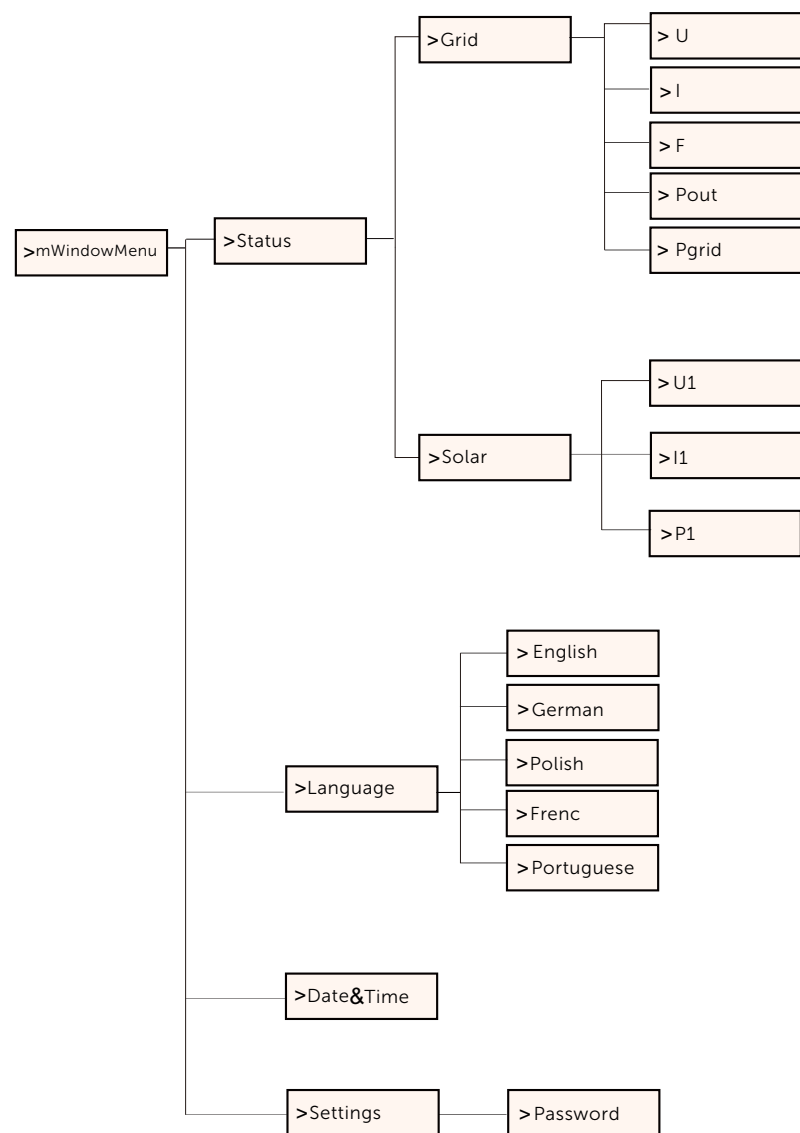 >mWindowMenu
>Status
>Grid
> U
> I
> F
> Pout
> Pgrid
>Solar
> U1
>I1
>P1
>Language
> English
>German
>Polish
>Frenc
>Portuguese
>Date&Time
>Settings
>Password